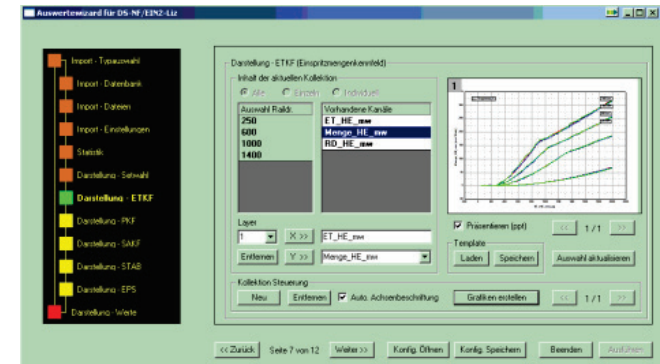 Auswertewizard für DS-NF/EIN2-Liz
Import - Typauswahl
Import - Datenbank
Import - Dateien
Import - Einstellungen
Statistik
Darstellung - Setwahl
Darstellung - ETKF
Darstellung - PKF
Darstellung - SAKF
Darstellung - STAB
Darstellung - EPS
Darstellung - Werte
Darstellung - ETKF (Einspritzmengenkennfeld)
Inhalt der aktuellen Kollektion
Alle Einzeln Individuell
Auswahl Raildr. Vorhandene Kanäle
250 ET_HE_mw
600 Menge_HE_mw
1000 RD_HE_mw
1400
1
Layer
1 X >> ET_HE_mw
Entfernen Y >> Menge_HE_mw
Präsentieren (ppt) << 1/1 >>
Template
Laden Speichern Auswahl aktualisieren
Kollektion Steuerung
Neu Entfernen Auto. Achsenbeschriftung Grafiken erstellen << 1/1 >>
<< Zurück Seite 7 von 12 Weiter >> Konfig. Öffnen Konfig. Speichern Beenden Ausführen